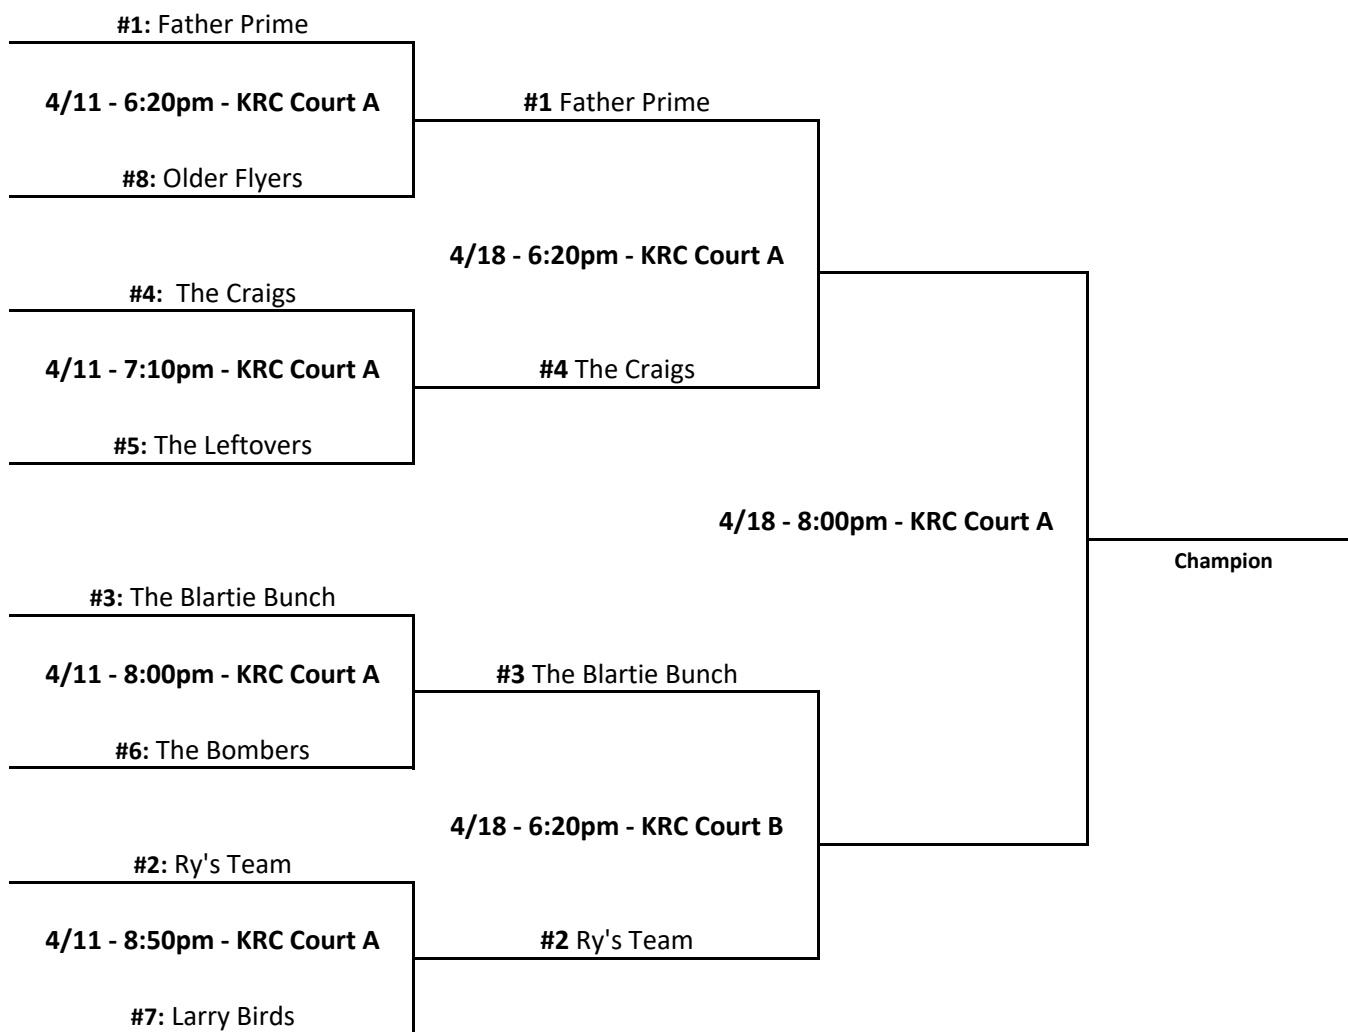 #1: Father Prime
4/11 - 6:20pm - KRC Court A
#1 Father Prime
#8: Older Flyers
4/18 - 6:20pm - KRC Court A
#4:  The Craigs
4/11 - 7:10pm - KRC Court A
#4 The Craigs
#5: The Leftovers
4/18 - 8:00pm - KRC Court A
Champion
#3: The Blartie Bunch
4/11 - 8:00pm - KRC Court A
#3 The Blartie Bunch
#6: The Bombers
4/18 - 6:20pm - KRC Court B
#2: Ry's Team
4/11 - 8:50pm - KRC Court A
#2 Ry's Team
#7: Larry Birds